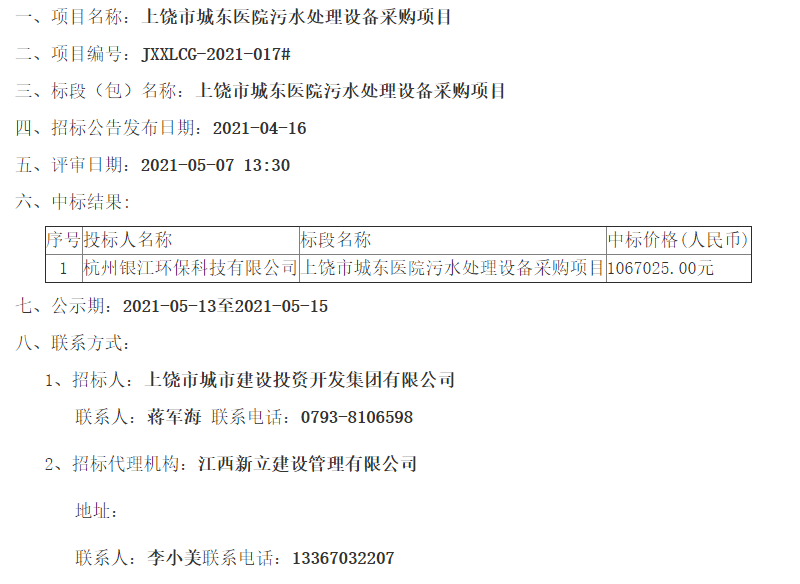 一、项目名称：上饶市城东医院污水处理设备采购项目
二、项目编号：JXXLCG-2021-017#
三、标段（包）名称：上饶市城东医院污水处理设备采购项目
四、招标公告发布日期：2021-04-16
五、评审日期：2021-05-07 13:30
六、中标结果:
序号 投标人名称 标段名称 中标价格(人民币)
1 杭州银江环保科技有限公司 上饶市城东医院污水处理设备采购项目 1067025.00元
七、公示期：2021-05-13至2021-05-15
八、联系方式:
1、招标人：上饶市城市建设投资开发集团有限公司
联系人：蒋军海 联系电话：0793-8106598
2、招标代理机构：江西新立建设管理有限公司
地址：
联系人：李小美联系电话：13367032207